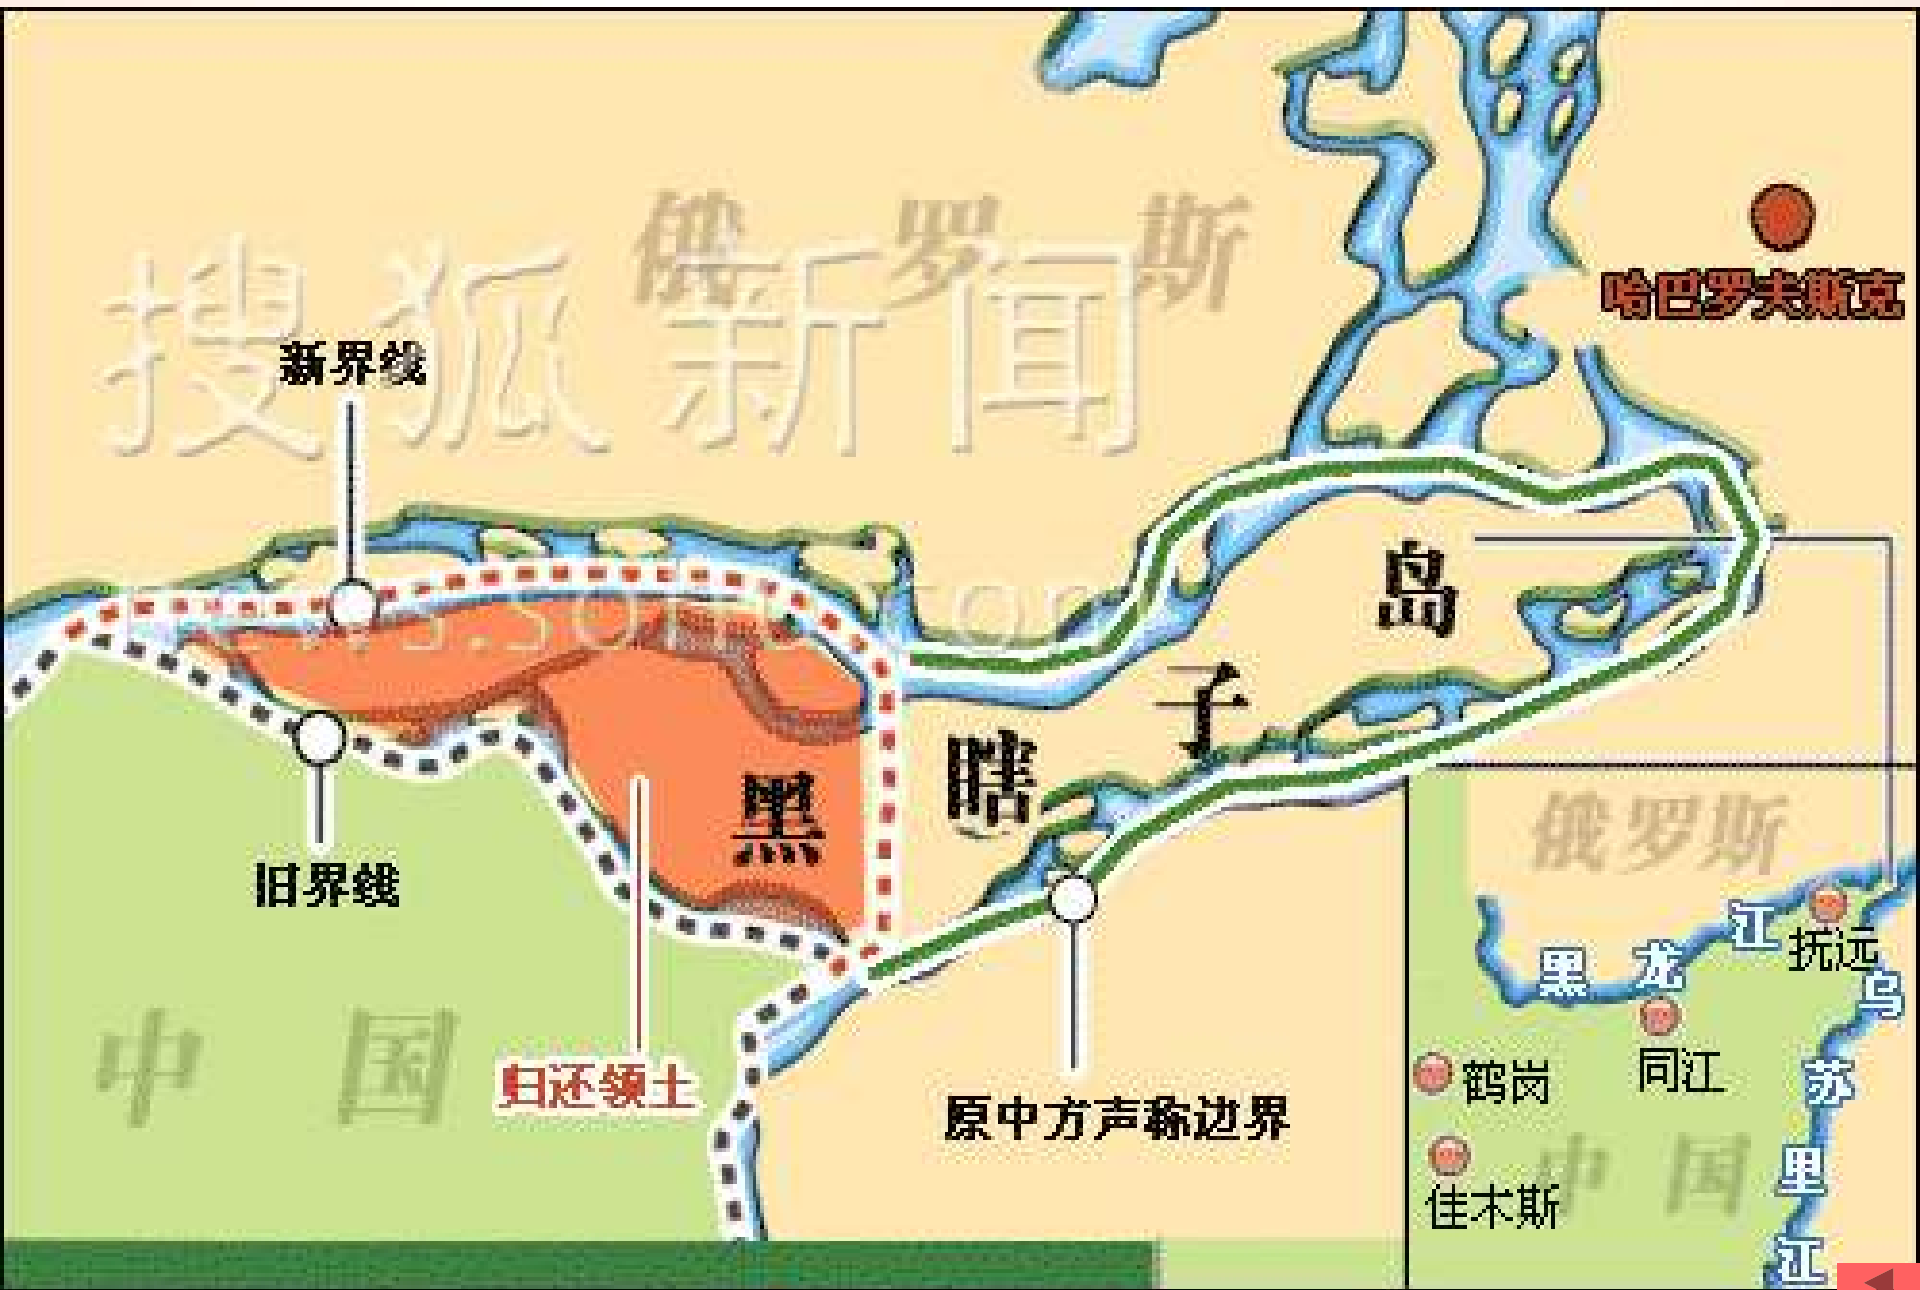 俄罗斯
搜狐新闻
哈巴罗夫斯克
新界线
黑瞎子岛
旧界线
归还领土
中国
原中方声称边界
俄罗斯
黑龙江
抚远
同江
鹤岗
佳木斯
中国
乌苏里江